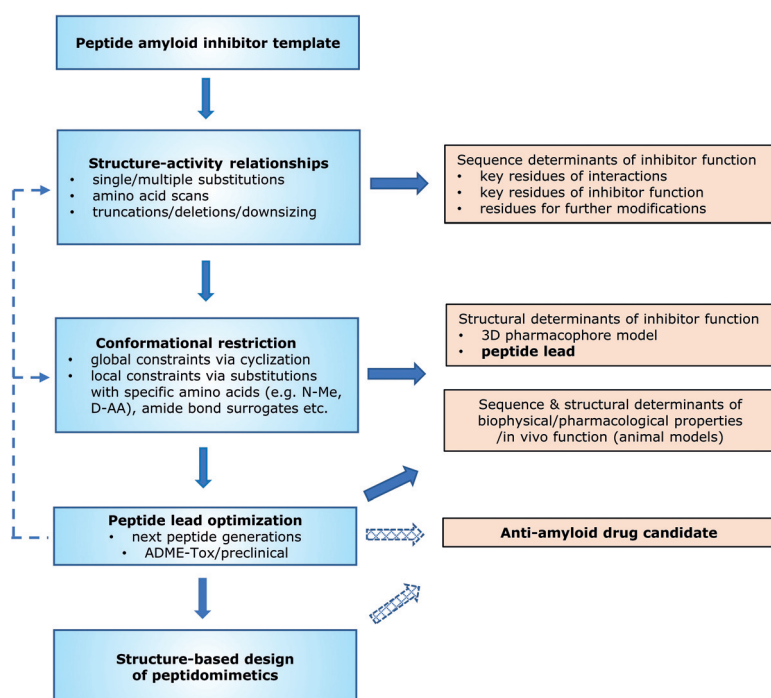 Peptide amyloid inhibitor template
Structure-activity relationships
• single/multiple substitutions
• amino acid scans
• truncations/deletions/downsizing
Sequence determinants of inhibitor function
• key residues of interactions
• key residues of inhibitor function
• residues for further modifications
Conformational restriction
• global constraints via cyclization
• local constraints via substitutions
with specific amino acids (e.g. N-Me,
D-AA), amide bond surrogates etc.
Structural determinants of inhibitor function
• 3D pharmacophore model
• peptide lead
Sequence & structural determinants of
biophysical/pharmacological properties
/in vivo function (animal models)
Peptide lead optimization
• next peptide generations
• ADME-Tox/preclinical
Anti-amyloid drug candidate
Structure-based design
of peptidomimetics